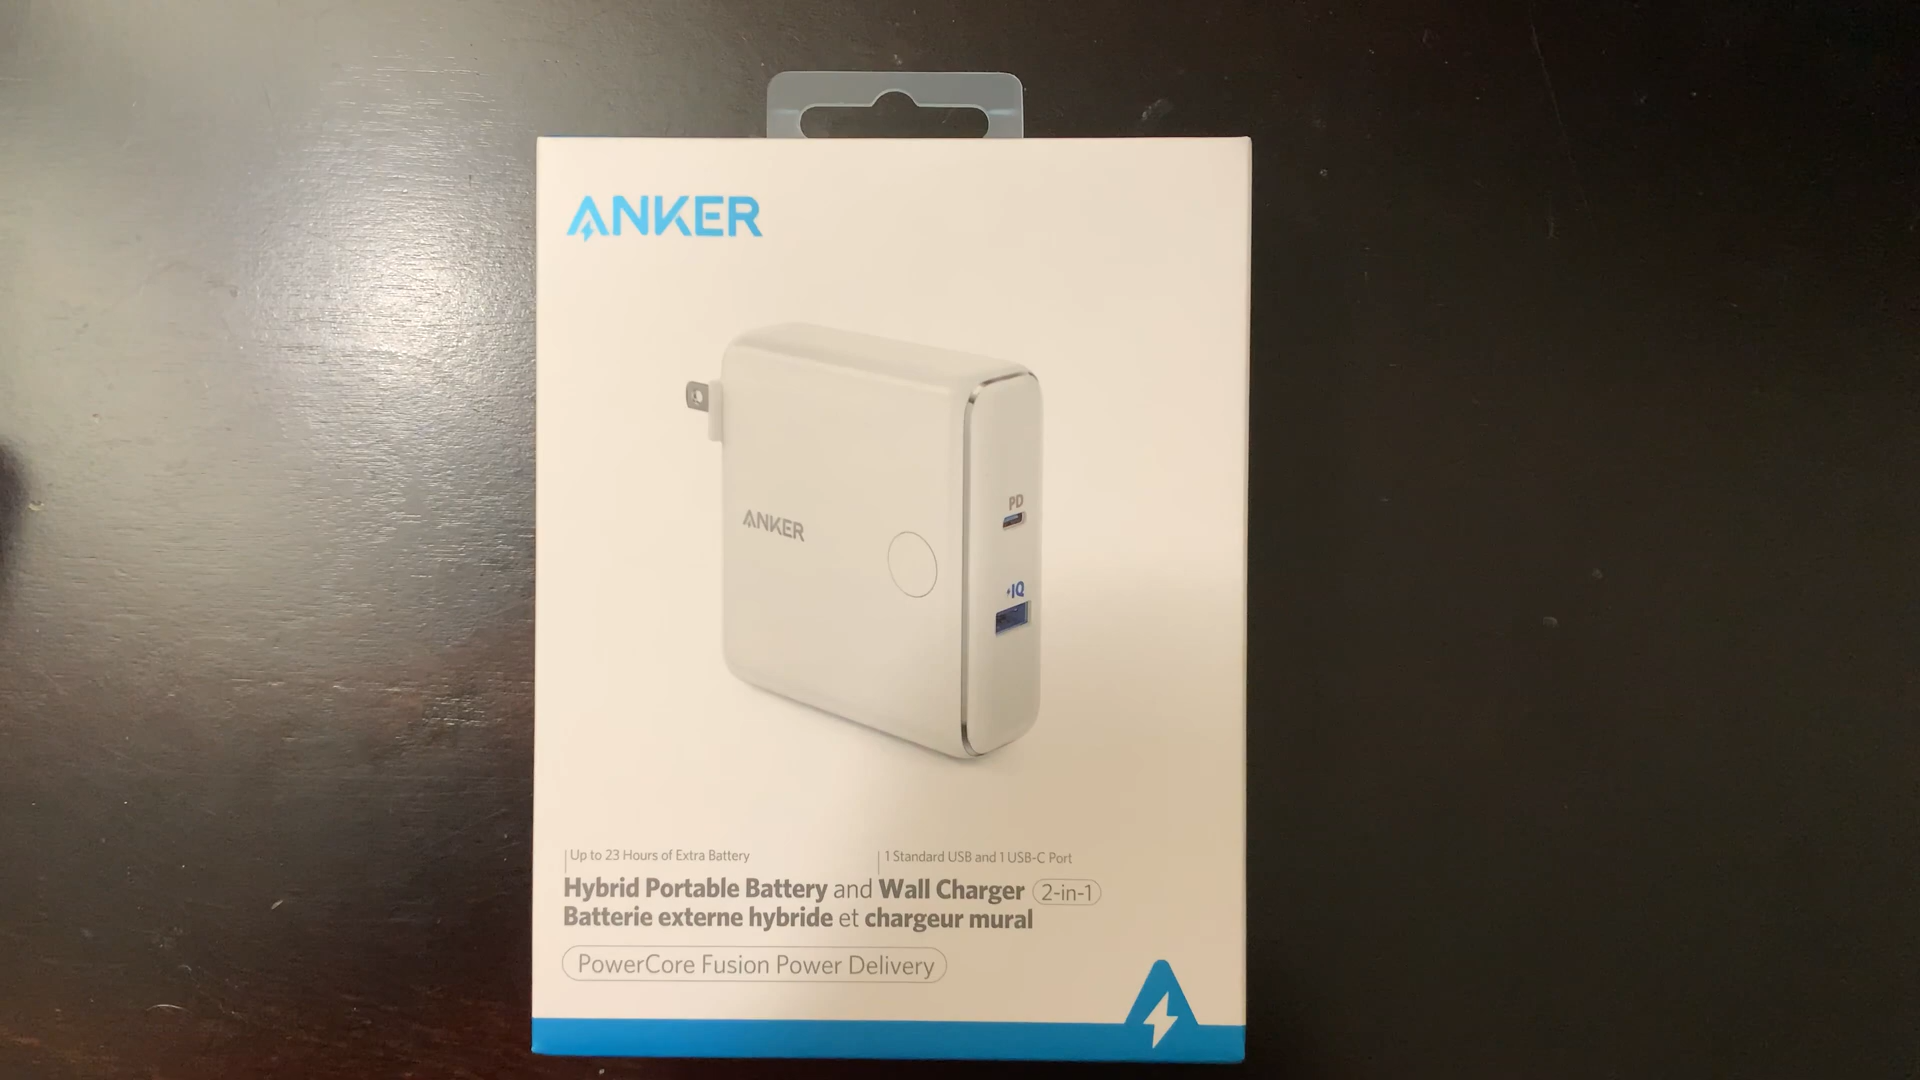 ANKER
PD
IQ
ANKER
Up to 23 Hours of Extra Battery
1 Standard USB and 1 USB-C Port
Hybrid Portable Battery and Wall Charger 2-in-1
Batterie externe hybride et chargeur mural
PowerCore Fusion Power Delivery